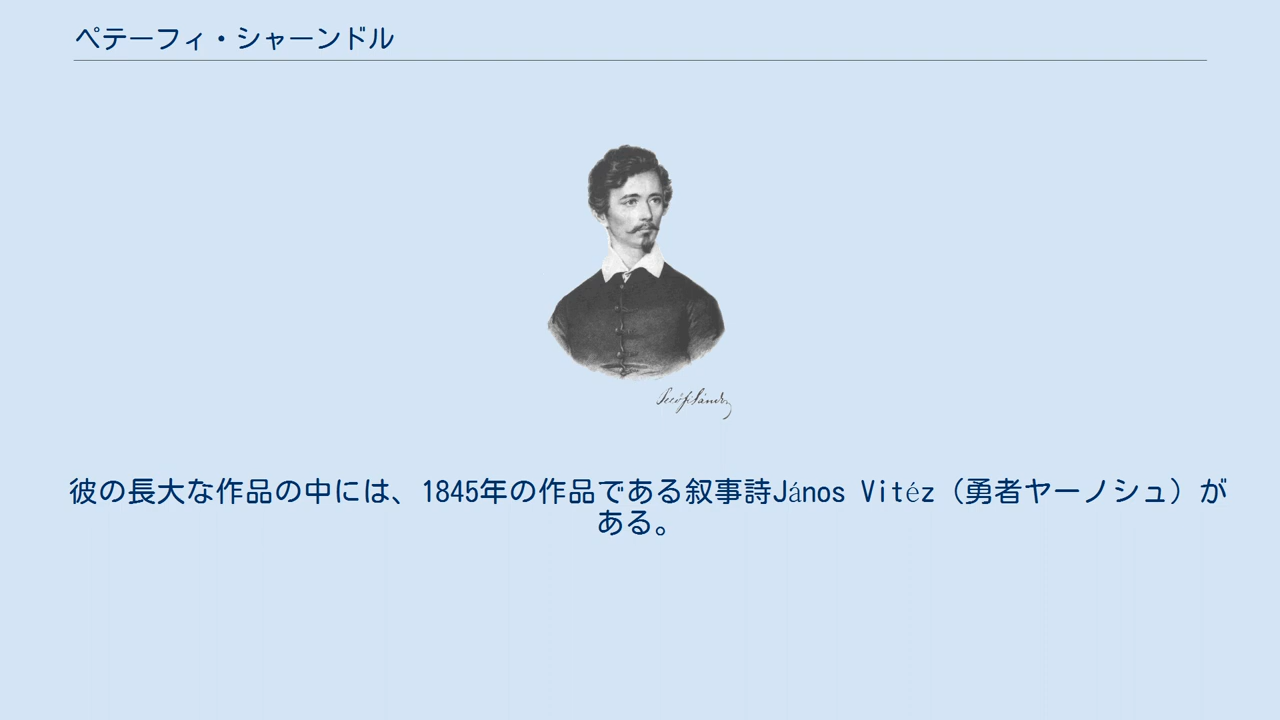 ペテーフィ・シャーンドル
Petőfi Sándor
彼の長大な作品の中には、1845年の作品である叙事詩János Vitéz（勇者ヤーノシュ）が
ある。